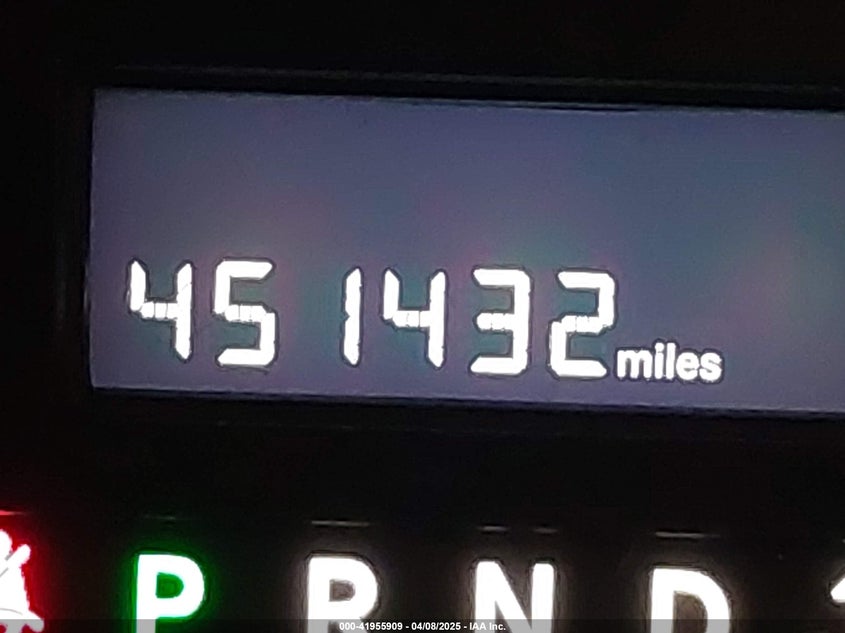 451432 miles
P R N D
000-41955909 - 04/08/2025 - IAA Inc.